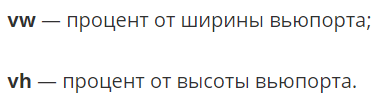 vw — процент от ширины вьюпорта;
vh — процент от высоты вьюпорта.